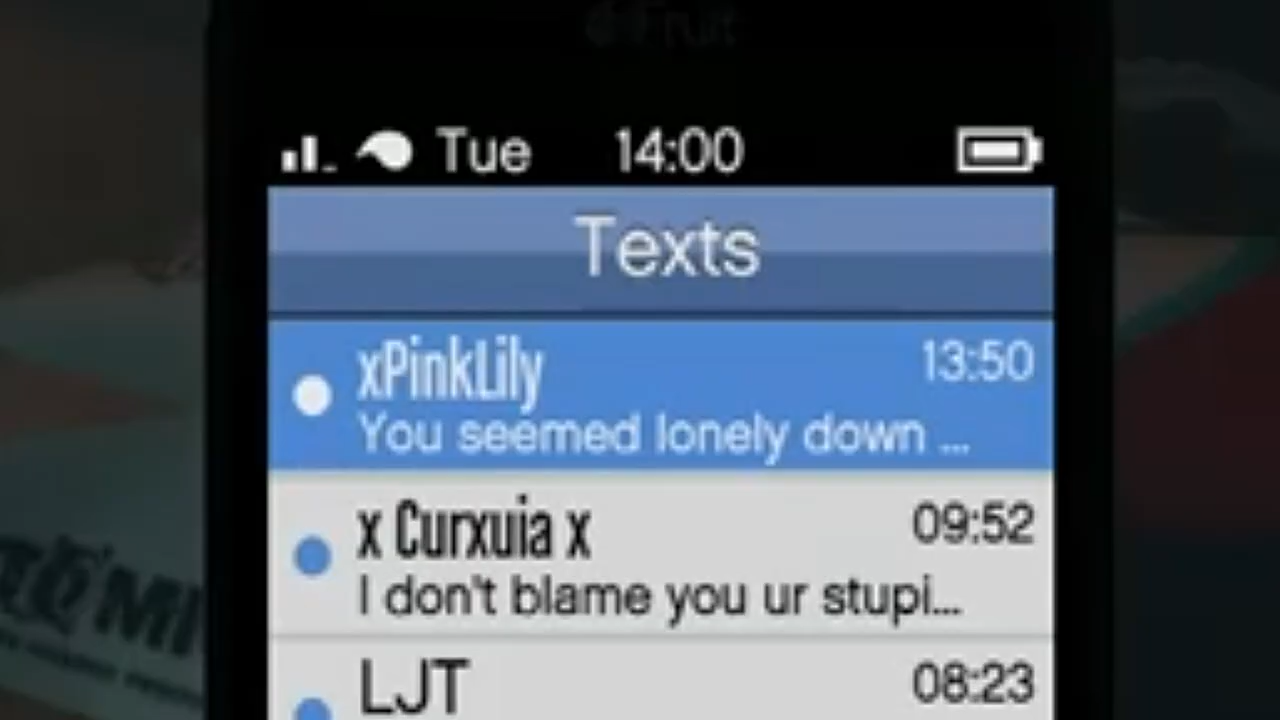 Tue 14:00
Texts
xPinkLily 13:50
You seemed lonely down ...
x Curxuia x 09:52
I don't blame you ur stupi...
LJT 08:23